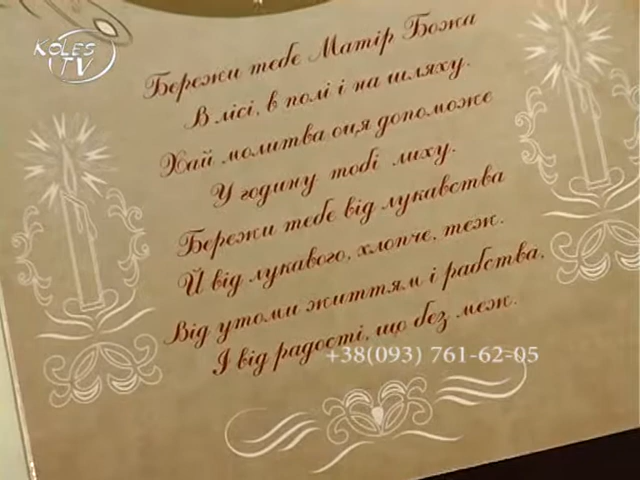 KOLES
TV
Бережи тебе Матір Божа
В лісі, в полі і на шляху.
Хай молитва оця допоможе
У годину тобі лиху.
Бережи тебе від лукавства
Й від лукавого, хлопче, теж.
Від утоми життям і рабства,
І від радості, що без меж.
+38(093) 761-62-05